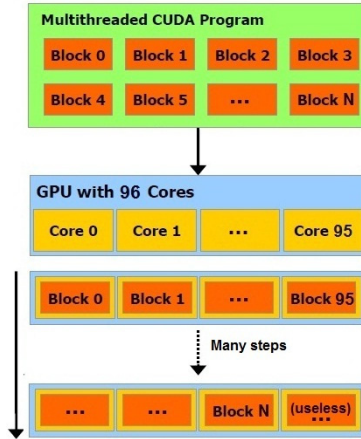 Multithreaded CUDA Program
Block 0 Block 1 Block 2 Block 3
Block 4 Block 5 ... Block N
GPU with 96 Cores
Core 0 Core 1 ... Core 95
Block 0 Block 1 ... Block 95
Many steps
... ... Block N (useless)
...